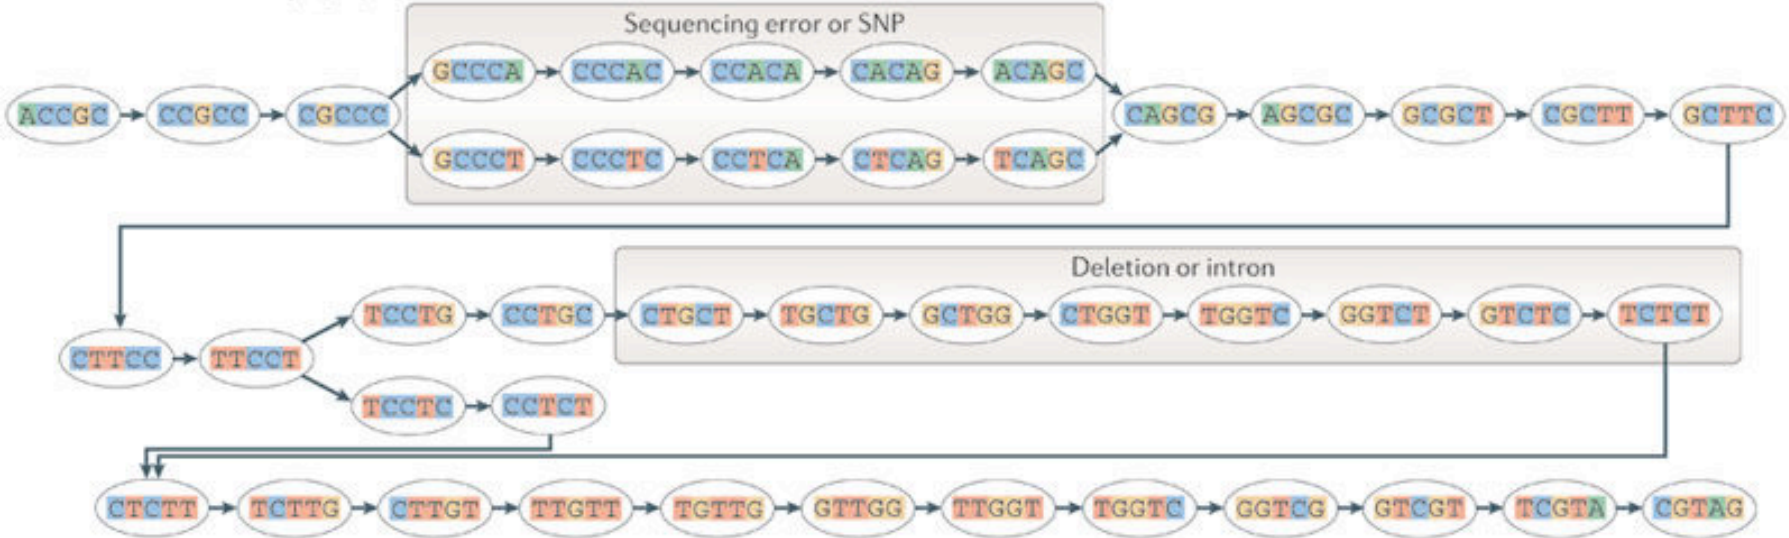 Sequencing error or SNP
GCCCA CCCAC CCACA CACAG ACAGC
ACCGC CCGCC CGCCC CAGCG AGCGC GCGCT CGCTT GCTTC
GCCCT CCCTC CCTCA CTCAG TCAGC
Deletion or intron
TCCTG CCTGC CTGCT TGCTG GCTGG CTGGT TGGTC GGTCT GTCTC TCTCT
CTTCC TTCCT
TCCTC CCTCT
CTCTT TCTTG CTTGT TTGTT TGTTG GTTGG TTGGT TGGTC GGTCG GTCGT TCGTA CGTAG